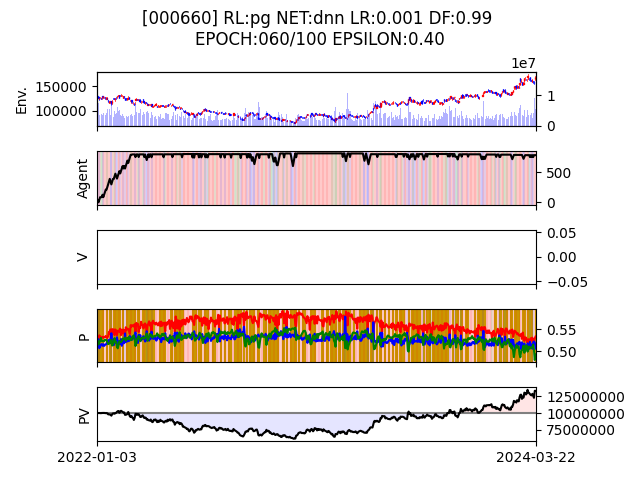 [000660] RL:pg NET:dnn LR:0.001 DF:0.99
EPOCH:060/100 EPSILON:0.40
1e7
Env.
150000
100000
1
0
Agent
500
0
V
0.05
0.00
−0.05
P
0.55
0.50
PV
125000000
100000000
75000000
2022-01-03
2024-03-22